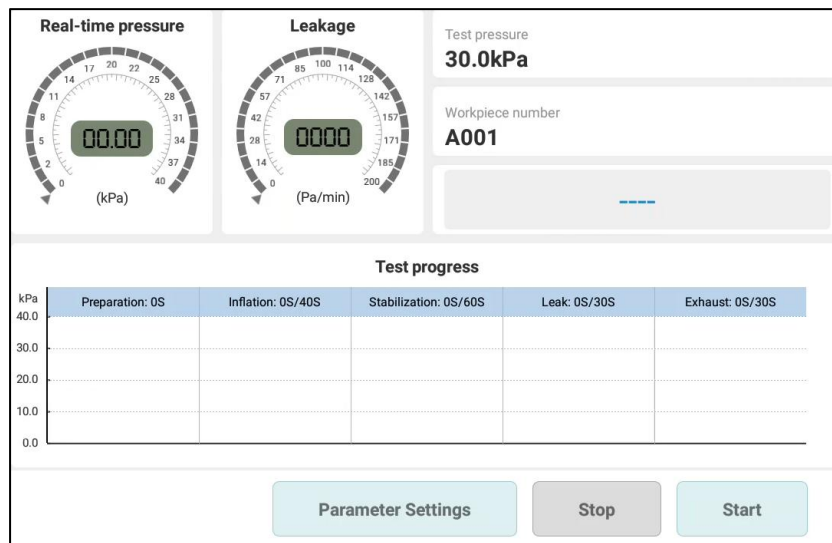 Real-time pressure
0
2
5
8
11
14
17
20
22
25
28
31
34
37
40
00.00
(kPa)
Leakage
0
14
28
42
57
71
85
100
114
128
142
157
171
185
200
0000
(Pa/min)
Test pressure
30.0kPa
Workpiece number
A001
----
Test progress
kPa
Preparation: 0S
Inflation: 0S/40S
Stabilization: 0S/60S
Leak: 0S/30S
Exhaust: 0S/30S
40.0
30.0
20.0
10.0
0.0
Parameter Settings
Stop
Start